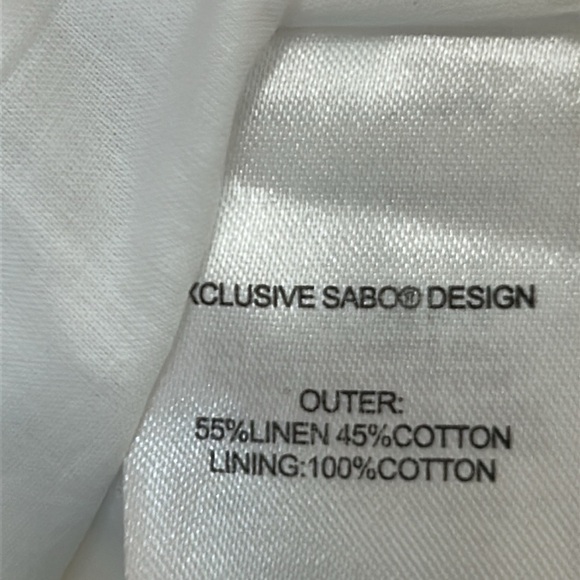 XCLUSIVE SABO® DESIGN
OUTER:
55%LINEN 45%COTTON
LINING:100%COTTON